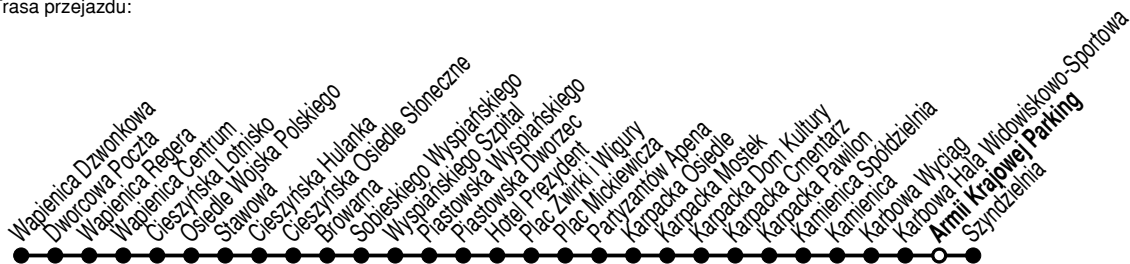 Trasa przejazdu:
Wapienica Dzwonkowa
Dworcowa Poczta
Wapienica Regera
Wapienica Centrum
Cieszyńska Lotnisko
Osiedle Wojska Polskiego
Stawowa
Cieszyńska Hulanka
Cieszyńska Osiedle Słoneczne
Browarna
Sobieskiego Wyspiańskiego
Wyspiańskiego Szpital
Piastowska Wyspiańskiego
Piastowska Dworzec
Hotel Prezydent
Plac Żwirki i Wigury
Plac Mickiewicza
Partyzantów Apena
Karpacka Osiedle
Karpacka Mostek
Karpacka Dom Kultury
Karpacka Cmentarz
Karpacka Pawilon
Kamienica Spółdzielnia
Kamienica
Karbowa Wyciąg
Karbowa Hala Widowiskowo-Sportowa
Armii Krajowej Parking
Szyndzielnia